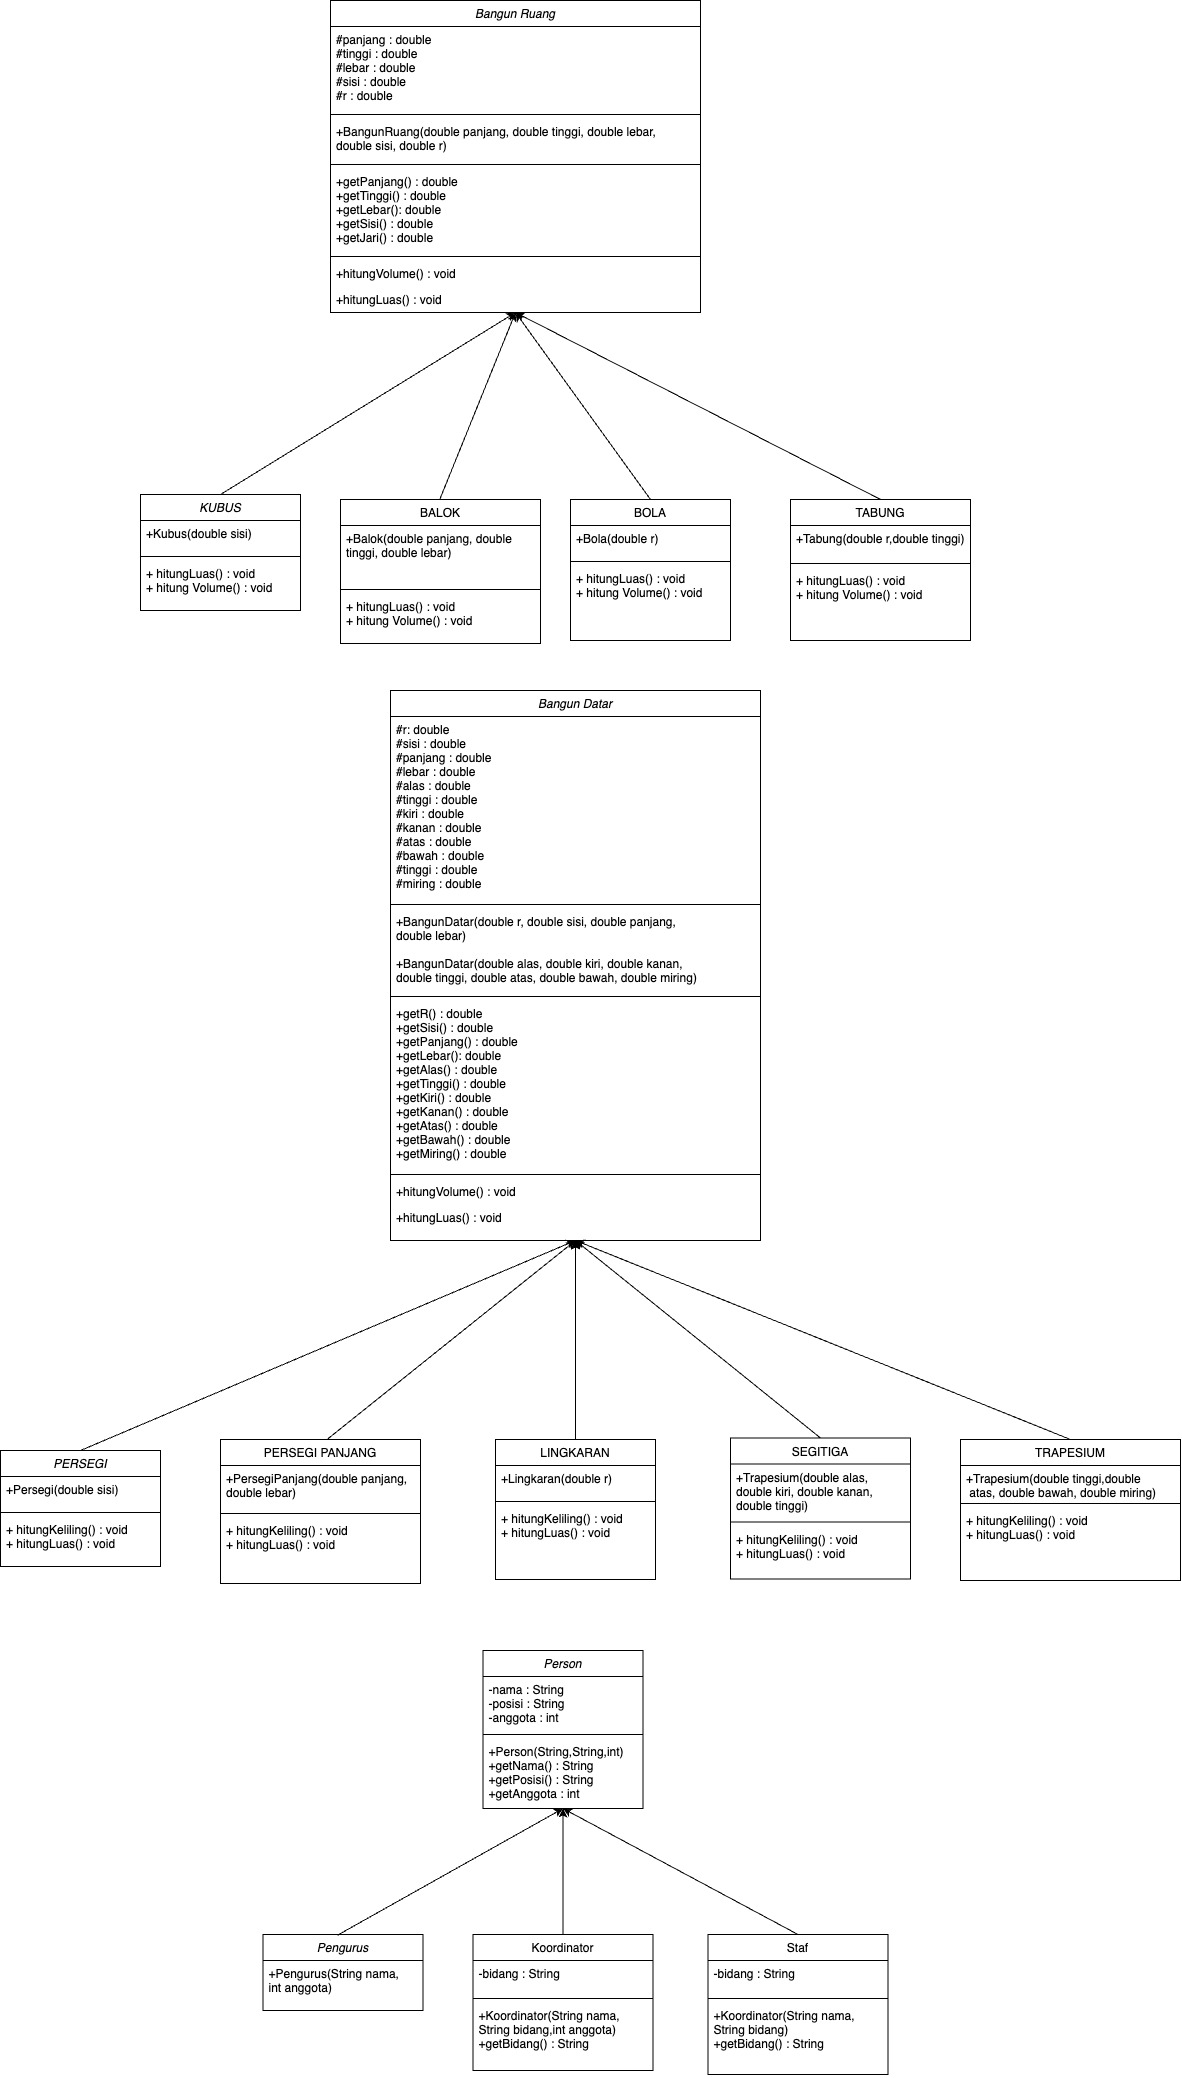 Bangun Ruang
#panjang : double
#tinggi : double
#lebar : double
#sisi : double
#r : double
+BangunRuang(double panjang, double tinggi, double lebar,
double sisi, double r)
+getPanjang() : double
+getTinggi() : double
+getLebar(): double
+getSisi() : double
+getJari() : double
+hitungVolume() : void
+hitungLuas() : void
KUBUS
+Kubus(double sisi)
+ hitungLuas() : void
+ hitung Volume() : void
BALOK
+Balok(double panjang, double
tinggi, double lebar)
+ hitungLuas() : void
+ hitung Volume() : void
BOLA
+Bola(double r)
+ hitungLuas() : void
+ hitung Volume() : void
TABUNG
+Tabung(double r,double tinggi)
+ hitungLuas() : void
+ hitung Volume() : void
Bangun Datar
#r: double
#sisi : double
#panjang : double
#lebar : double
#alas : double
#tinggi : double
#kiri : double
#kanan : double
#atas : double
#bawah : double
#tinggi : double
#miring : double
+BangunDatar(double r, double sisi, double panjang,
double lebar)
+BangunDatar(double alas, double kiri, double kanan,
double tinggi, double atas, double bawah, double miring)
+getR() : double
+getSisi() : double
+getPanjang() : double
+getLebar(): double
+getAlas() : double
+getTinggi() : double
+getKiri() : double
+getKanan() : double
+getAtas() : double
+getBawah() : double
+getMiring() : double
+hitungVolume() : void
+hitungLuas() : void
PERSEGI
+Persegi(double sisi)
+ hitungKeliling() : void
+ hitungLuas() : void
PERSEGI PANJANG
+PersegiPanjang(double panjang,
double lebar)
+ hitungKeliling() : void
+ hitungLuas() : void
LINGKARAN
+Lingkaran(double r)
+ hitungKeliling() : void
+ hitungLuas() : void
SEGITIGA
+Trapesium(double alas,
double kiri, double kanan,
double tinggi)
+ hitungKeliling() : void
+ hitungLuas() : void
TRAPESIUM
+Trapesium(double tinggi,double
atas, double bawah, double miring)
+ hitungKeliling() : void
+ hitungLuas() : void
Person
-nama : String
-posisi : String
-anggota : int
+Person(String,String,int)
+getNama() : String
+getPosisi() : String
+getAnggota : int
Pengurus
+Pengurus(String nama,
int anggota)
Koordinator
-bidang : String
+Koordinator(String nama,
String bidang,int anggota)
+getBidang() : String
Staf
-bidang : String
+Koordinator(String nama,
String bidang)
+getBidang() : String